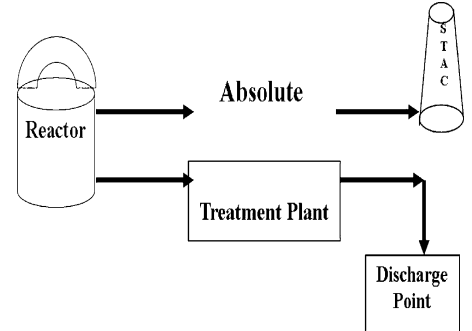 S
T
A
C
Absolute
Reactor
Treatment Plant
Discharge
Point